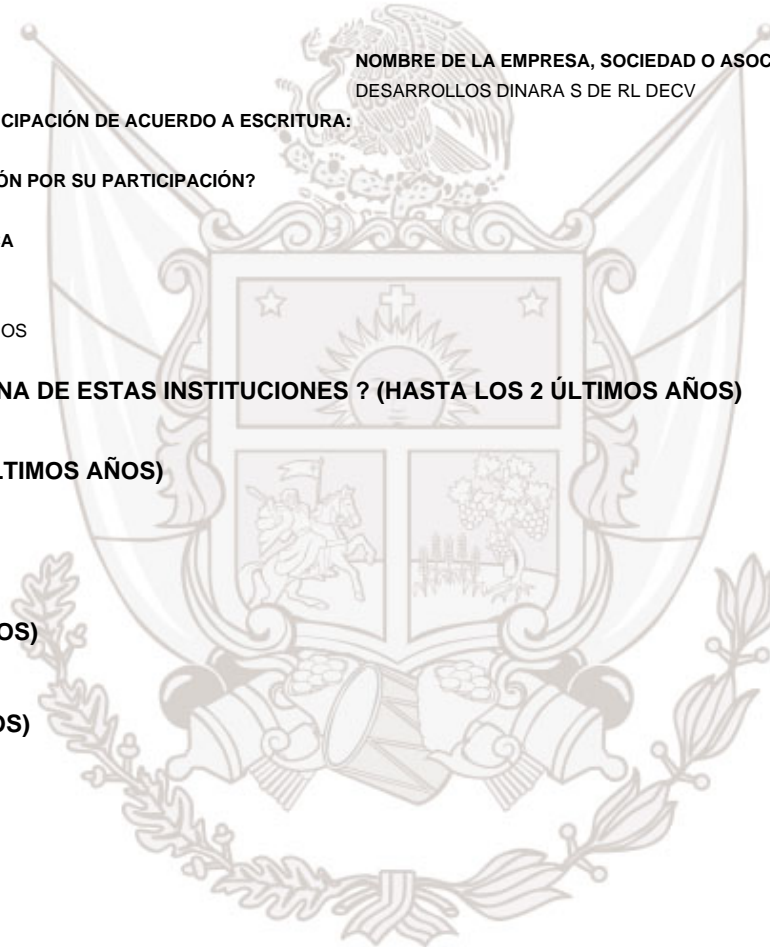 NOMBRE DE LA EMPRESA, SOCIEDAD O ASOC
DESARROLLOS DINARA S DE RL DECV
CIPACIÓN DE ACUERDO A ESCRITURA:
ÓN POR SU PARTICIPACIÓN?
A
OS
NA DE ESTAS INSTITUCIONES ? (HASTA LOS 2 ÚLTIMOS AÑOS)
LTIMOS AÑOS)
OS)
OS)